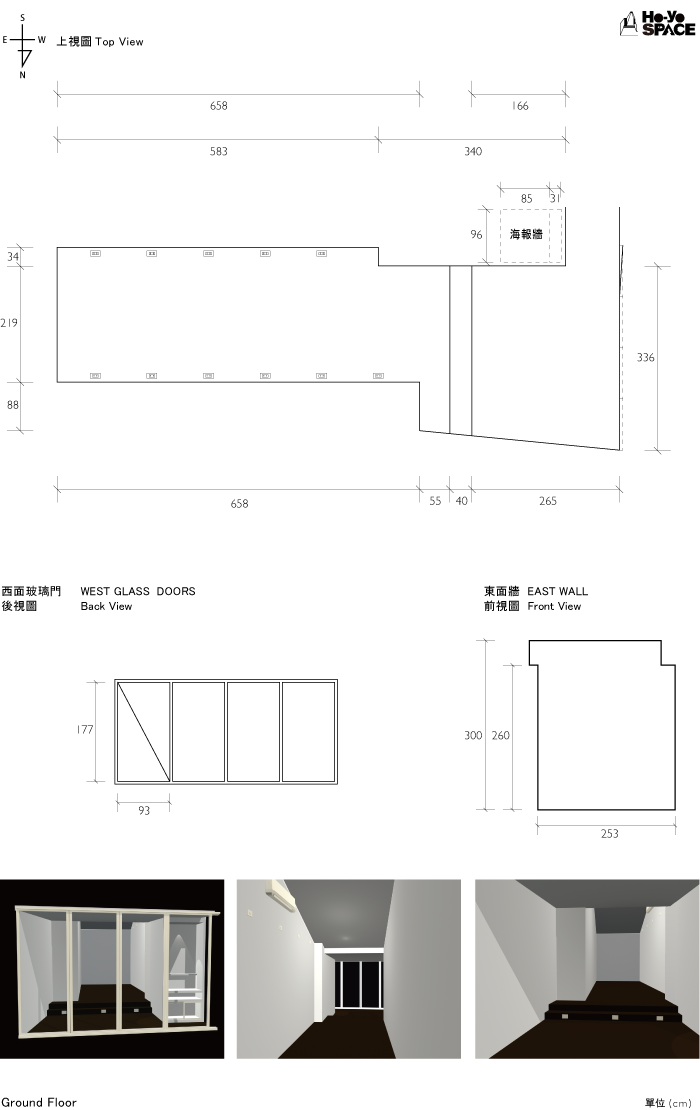 S
E W
N
上視圖 Top View
Ho-yo
SPACE
658
166
583
340
85
31
96
海報牆
34
219
88
336
658
55
40
265
西面玻璃門 WEST GLASS DOORS
後視圖 Back View
東面牆 EAST WALL
前視圖 Front View
177
93
300
260
253
Ground Floor
單位 (cm)